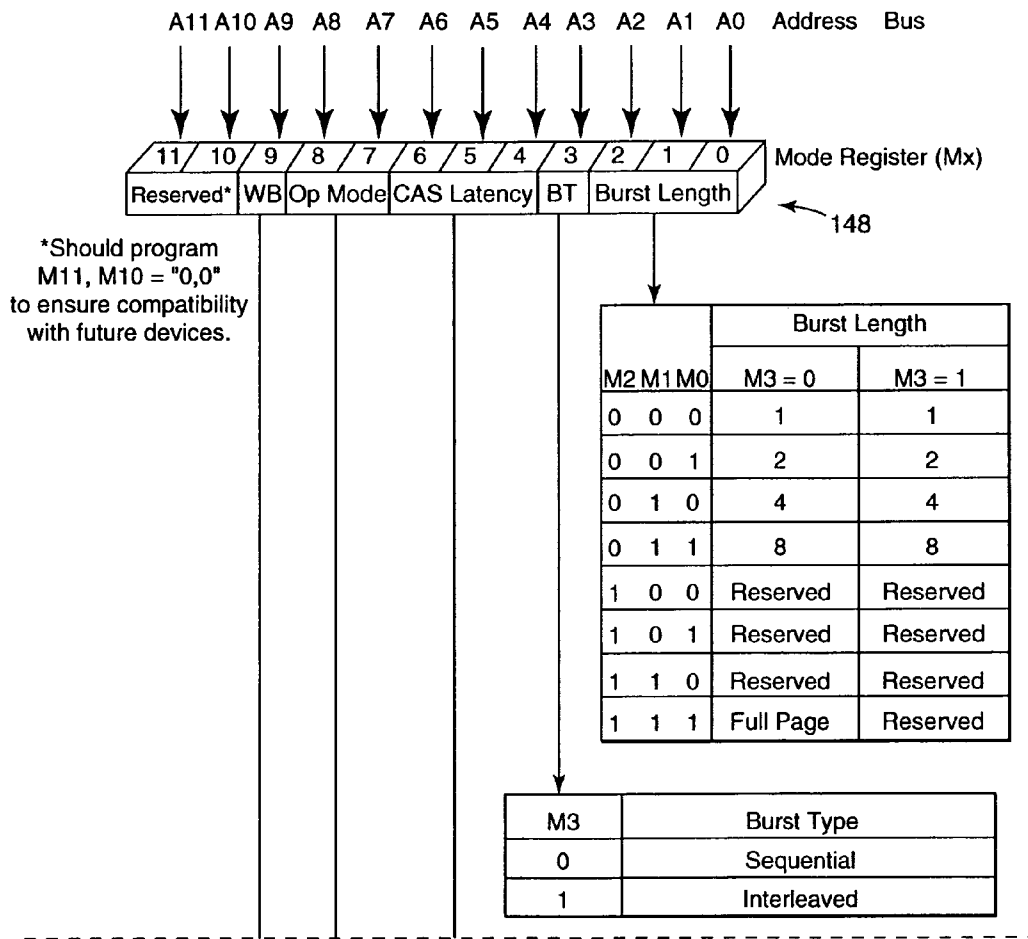 A11 A10 A9 A8 A7 A6 A5 A4 A3 A2 A1 A0 Address Bus
11 10 9 8 7 6 5 4 3 2 1 0 Mode Register (Mx)
Reserved* WB Op Mode CAS Latency BT Burst Length
148
*Should program
M11, M10 = "0,0"
to ensure compatibility
with future devices.
Burst Length
M2 M1 M0 M3 = 0 M3 = 1
0 0 0 1 1
0 0 1 2 2
0 1 0 4 4
0 1 1 8 8
1 0 0 Reserved Reserved
1 0 1 Reserved Reserved
1 1 0 Reserved Reserved
1 1 1 Full Page Reserved
M3 Burst Type
0 Sequential
1 Interleaved